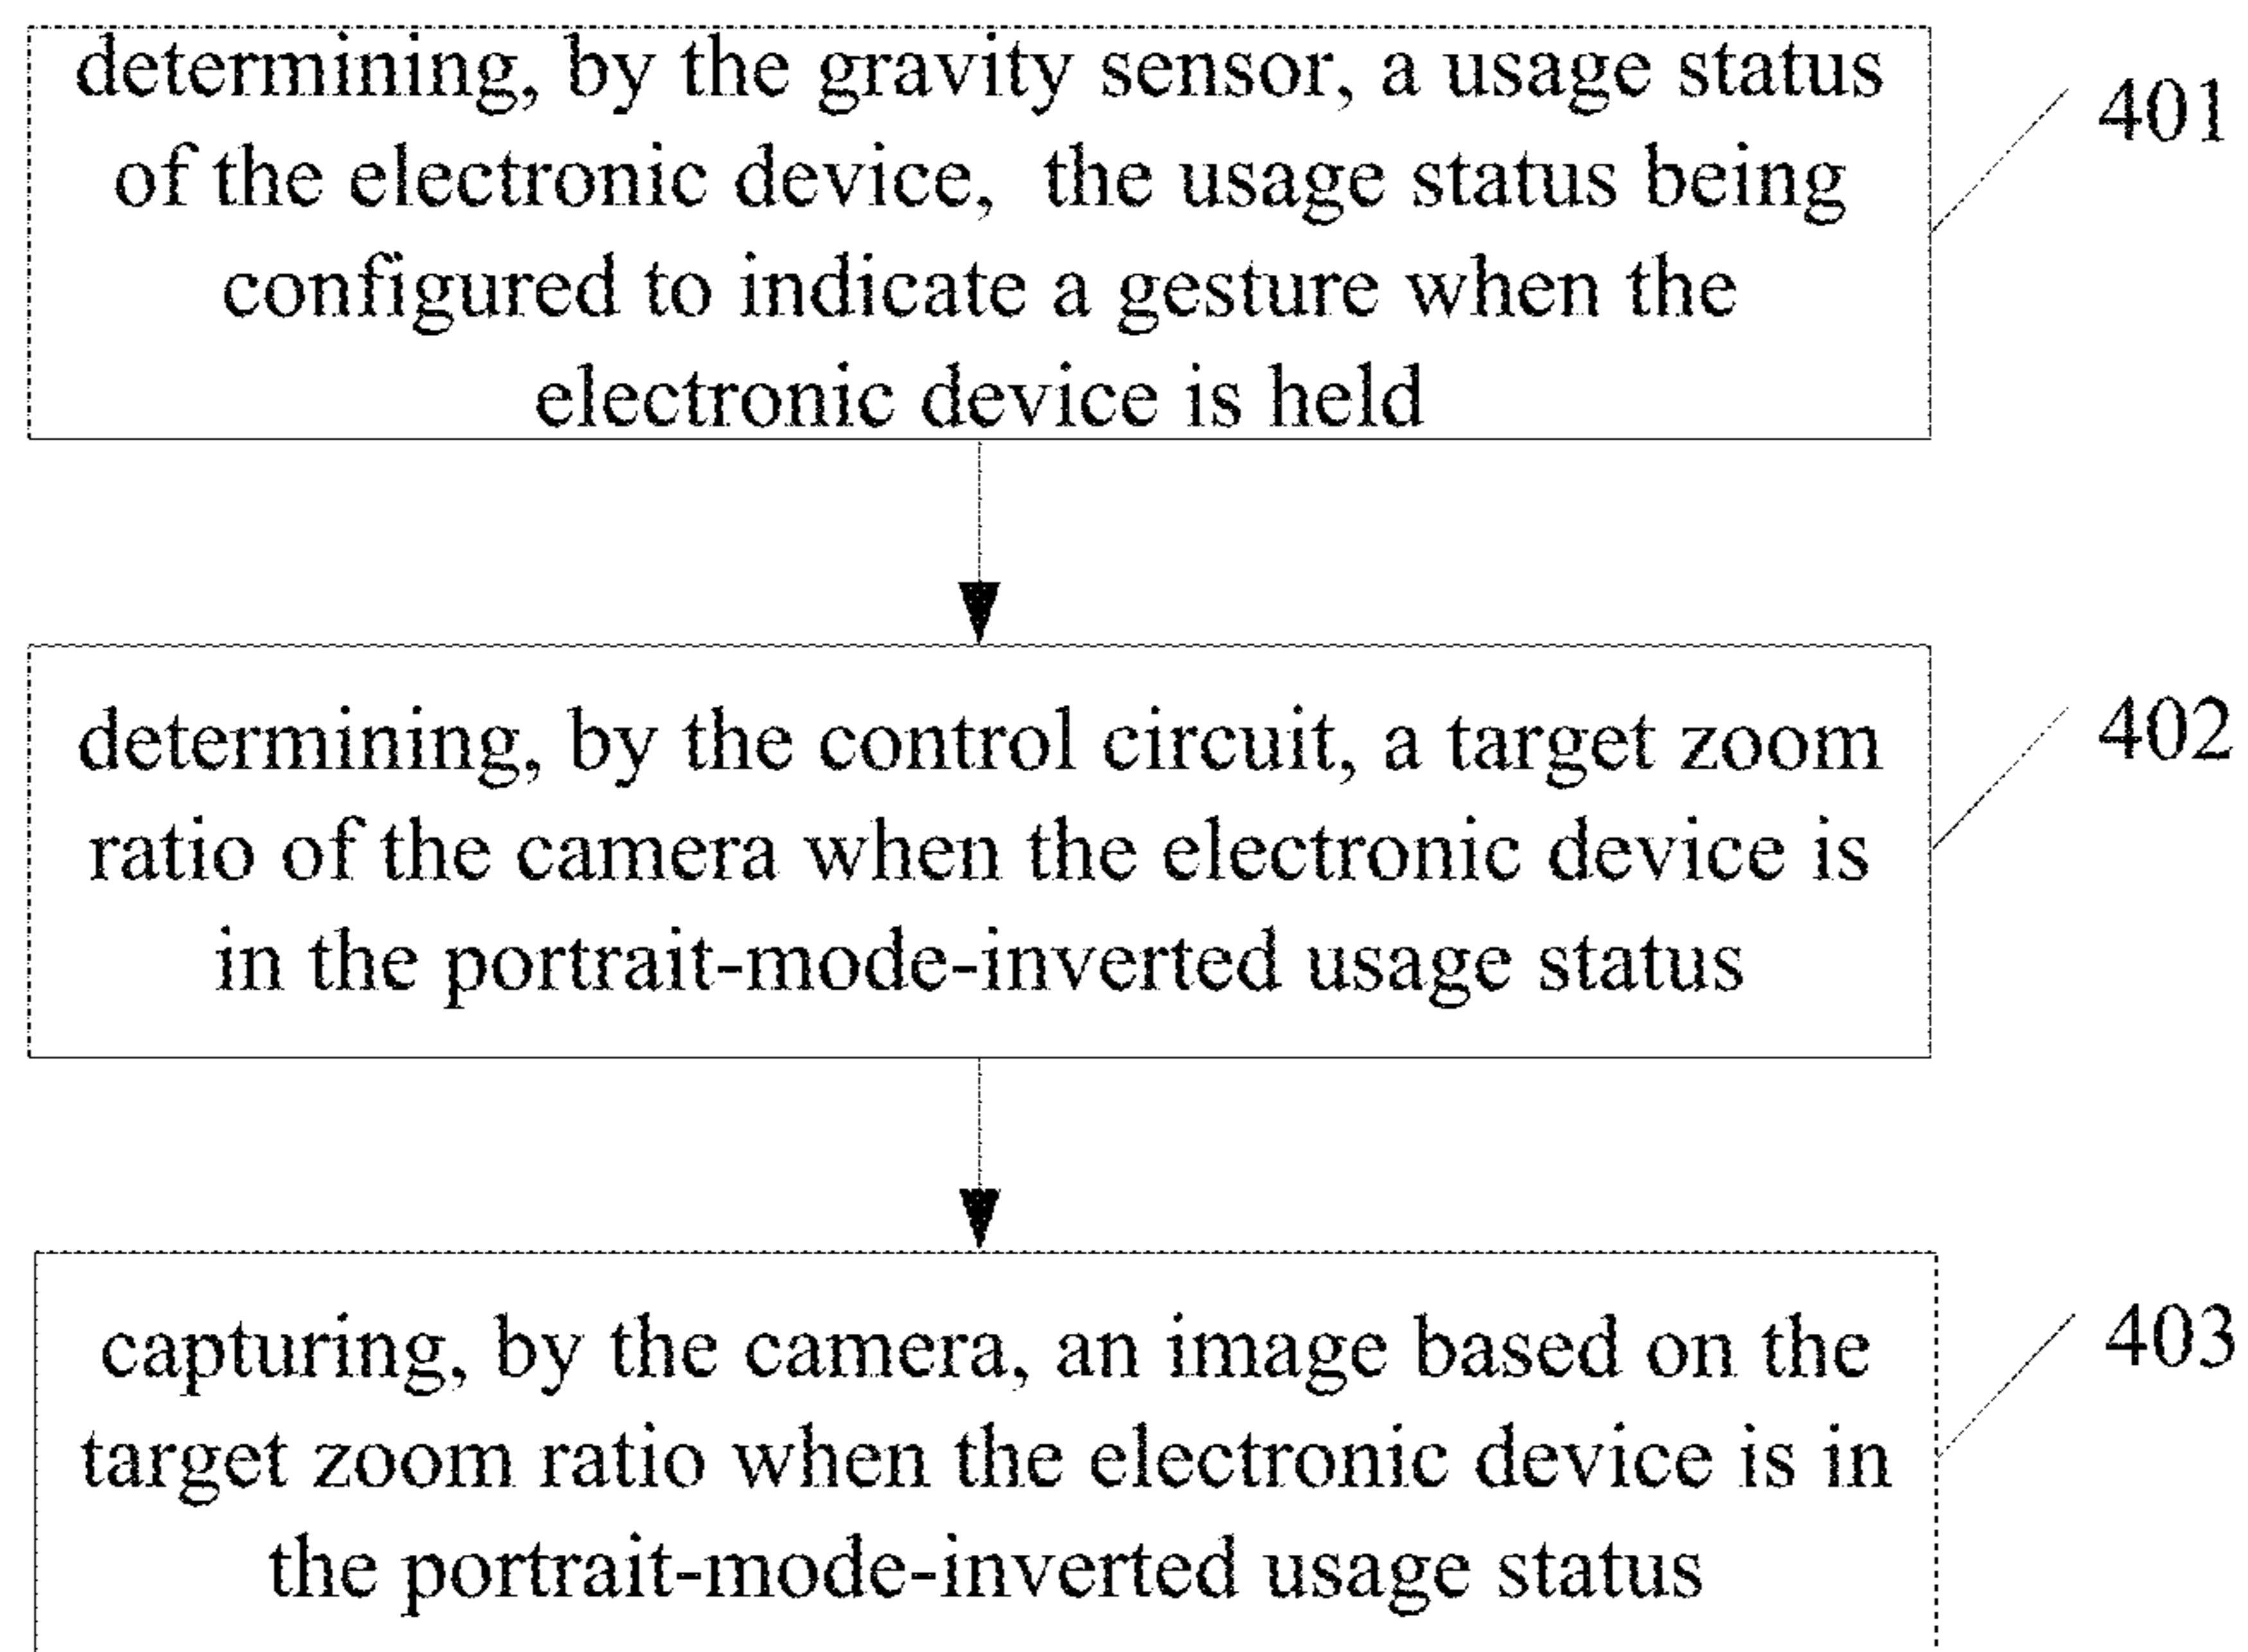 determining, by the gravity sensor, a usage status
of the electronic device, the usage status being
configured to indicate a gesture when the
electronic device is held
401
determining, by the control circuit, a target zoom
ratio of the camera when the electronic device is
in the portrait-mode-inverted usage status
402
capturing, by the camera, an image based on the
target zoom ratio when the electronic device is in
the portrait-mode-inverted usage status
403